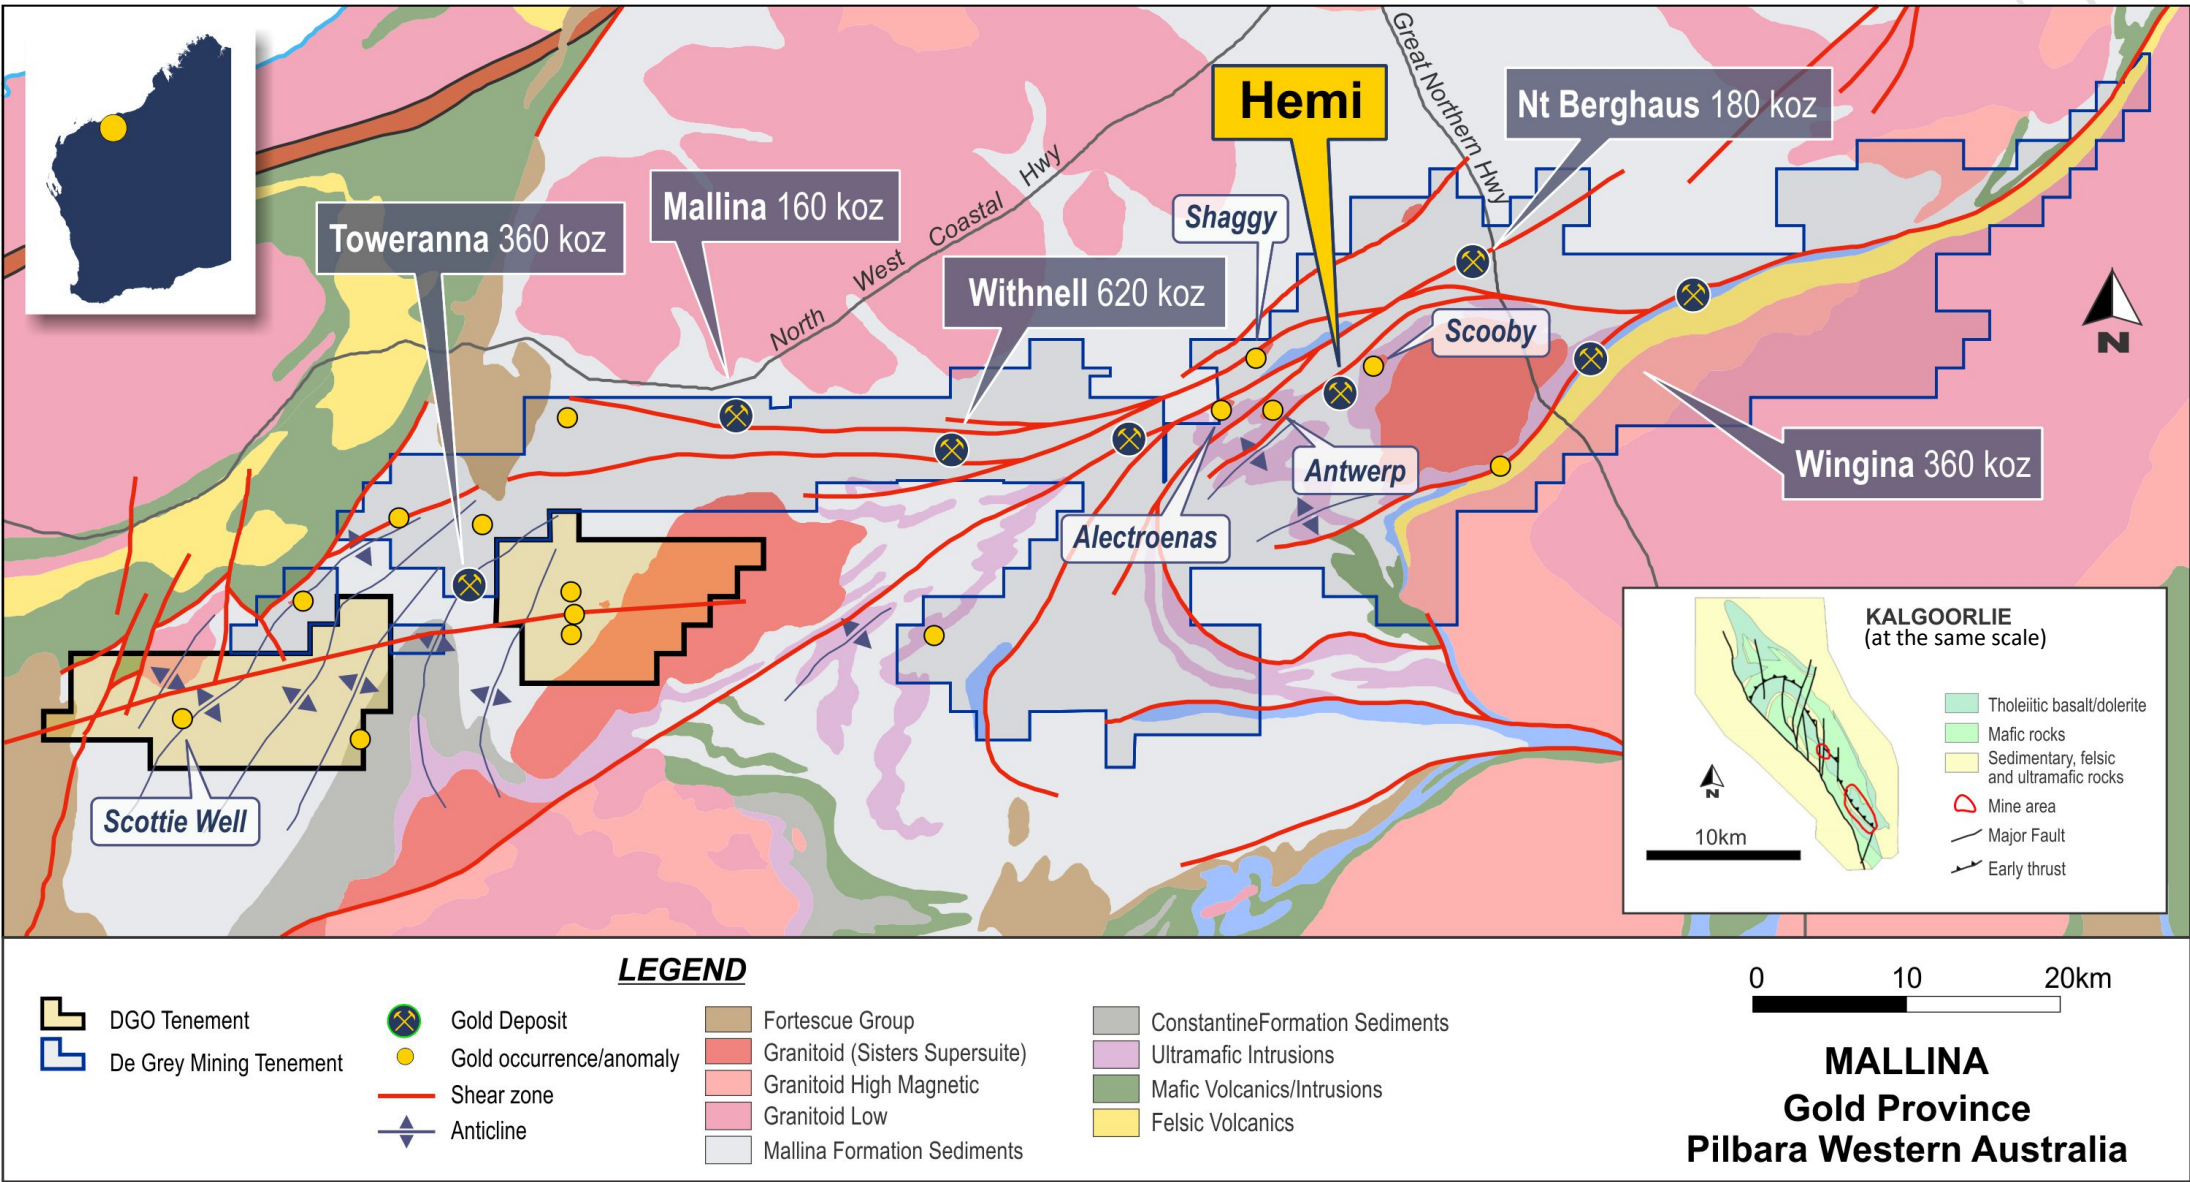 Great Northern Hwy
Hemi
Nt Berghaus 180 koz
Mallina 160 koz
Toweranna 360 koz
Shaggy
North West Coastal Hwy
Withnell 620 koz
Scooby
N
Antwerp
Wingina 360 koz
Alectroenas
Scottie Well
KALGOORLIE
(at the same scale)
Tholeiitic basalt/dolerite
Mafic rocks
Sedimentary, felsic
and ultramafic rocks
Mine area
Major Fault
Early thrust
N
10km
LEGEND
DGO Tenement
De Grey Mining Tenement
Gold Deposit
Gold occurrence/anomaly
Shear zone
Anticline
Fortescue Group
Granitoid (Sisters Supersuite)
Granitoid High Magnetic
Granitoid Low
Mallina Formation Sediments
ConstantineFormation Sediments
Ultramafic Intrusions
Mafic Volcanics/Intrusions
Felsic Volcanics
0 10 20km
MALLINA
Gold Province
Pilbara Western Australia